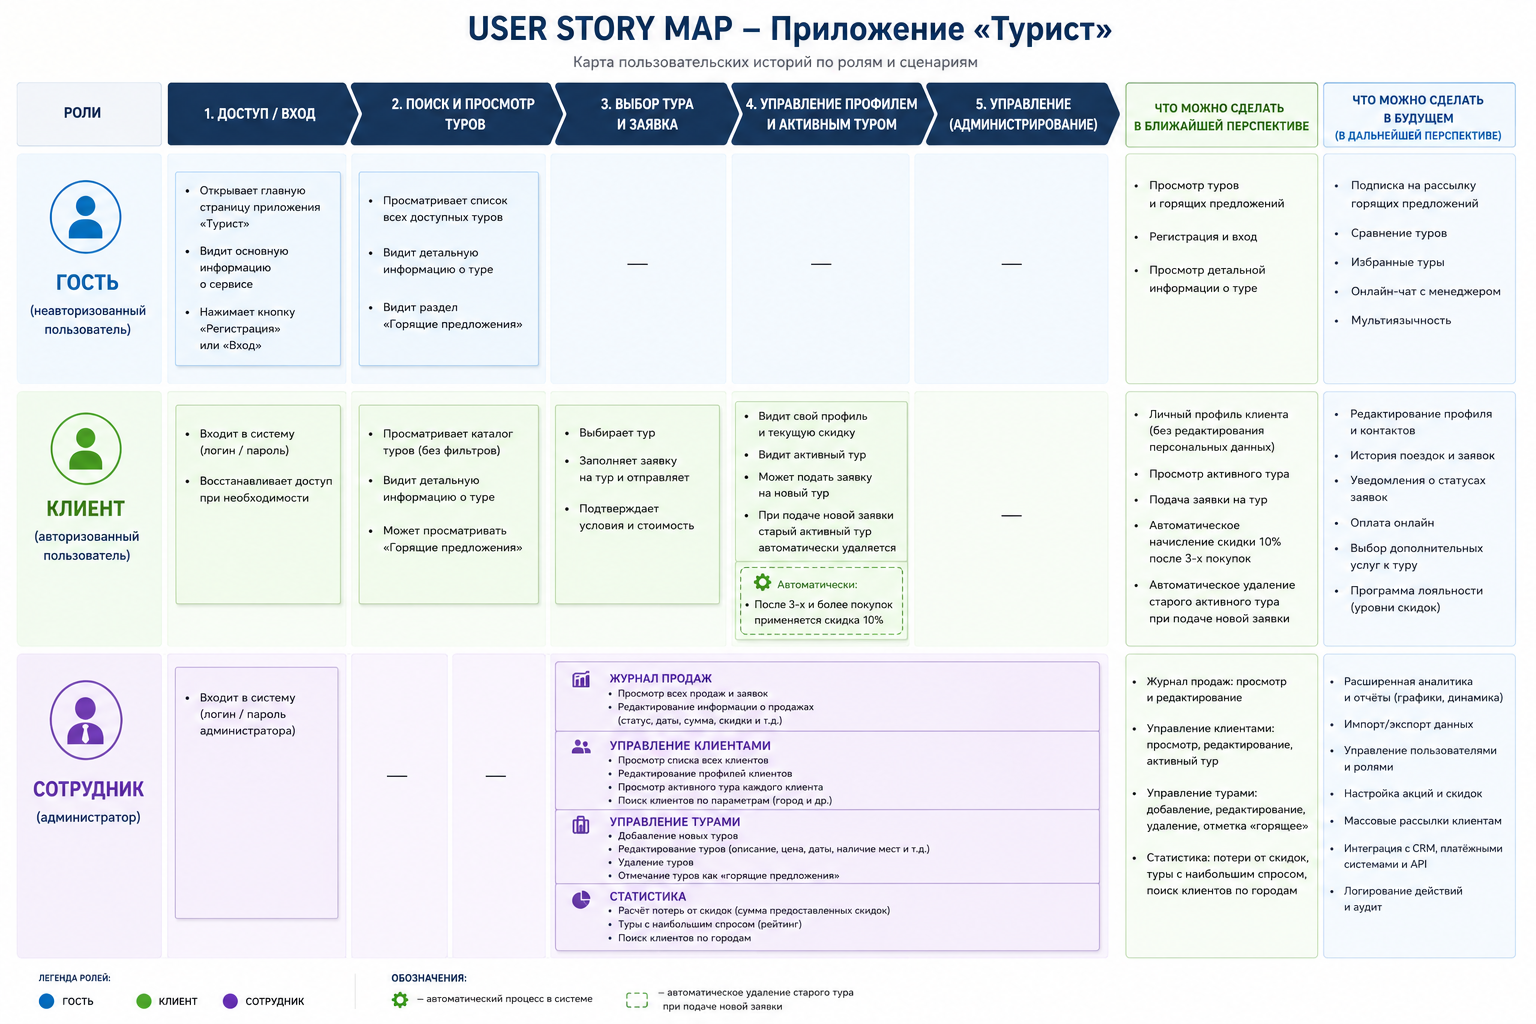 USER STORY MAP – Приложение «Турист»
Карта пользовательских историй по ролям и сценариям
РОЛИ
1. ДОСТУП / ВХОД
2. ПОИСК И ПРОСМОТР
ТУРОВ
3. ВЫБОР ТУРА
И ЗАЯВКА
4. УПРАВЛЕНИЕ ПРОФИЛЕМ
И АКТИВНЫМ ТУРОМ
5. УПРАВЛЕНИЕ
(АДМИНИСТРИРОВАНИЕ)
ЧТО МОЖНО СДЕЛАТЬ
В БЛИЖАЙШЕЙ ПЕРСПЕКТИВЕ
ЧТО МОЖНО СДЕЛАТЬ
В БУДУЩЕМ
(В ДАЛЬНЕЙШЕЙ ПЕРСПЕКТИВЕ)
ГОСТЬ
(неавторизованный
пользователь)
• Открывает главную
страницу приложения
«Турист»
• Видит основную
информацию
о сервисе
• Нажимает кнопку
«Регистрация»
или «Вход»
• Просматривает список
всех доступных туров
• Видит детальную
информацию о туре
• Видит раздел
«Горящие предложения»
—
—
—
• Просмотр туров
и горящих предложений
• Регистрация и вход
• Просмотр детальной
информации о туре
• Подписка на рассылку
горящих предложений
• Сравнение туров
• Избранные туры
• Онлайн-чат с менеджером
• Мультиязычность
КЛИЕНТ
(авторизованный
пользователь)
• Входит в систему
(логин / пароль)
• Восстанавливает доступ
при необходимости
• Просматривает каталог
туров (без фильтров)
• Видит детальную
информацию о туре
• Может просматривать
«Горящие предложения»
• Выбирает тур
• Заполняет заявку
на тур и отправляет
• Подтверждает
условия и стоимость
• Видит свой профиль
и текущую скидку
• Видит активный тур
• Может подать заявку
на новый тур
• При подаче новой заявки
старый активный тур
автоматически удаляется
Автоматически:
• После 3-х и более покупок
применяется скидка 10%
—
• Личный профиль клиента
(без редактирования
персональных данных)
• Просмотр активного тура
• Подача заявки на тур
• Автоматическое
начисление скидки 10%
после 3-х покупок
• Автоматическое удаление
старого активного тура
при подаче новой заявки
• Редактирование профиля
и контактов
• История поездок и заявок
• Уведомления о статусах
заявок
• Оплата онлайн
• Выбор дополнительных
услуг к туру
• Программа лояльности
(уровни скидок)
СОТРУДНИК
(администратор)
• Входит в систему
(логин / пароль
администратора)
—
—
ЖУРНАЛ ПРОДАЖ
• Просмотр всех продаж и заявок
• Редактирование информации о продажах
(статус, даты, сумма, скидки и т.д.)
УПРАВЛЕНИЕ КЛИЕНТАМИ
• Просмотр списка всех клиентов
• Редактирование профилей клиентов
• Просмотр активного тура каждого клиента
• Поиск клиентов по параметрам (город и др.)
УПРАВЛЕНИЕ ТУРАМИ
• Добавление новых туров
• Редактирование туров (описание, цена, даты, наличие мест и т.д.)
• Удаление туров
• Отмечание туров как «горящие предложения»
СТАТИСТИКА
• Расчёт потерь от скидок (сумма предоставленных скидок)
• Туры с наибольшим спросом (рейтинг)
• Поиск клиентов по городам
• Журнал продаж: просмотр
и редактирование
• Управление клиентами:
просмотр, редактирование,
активный тур
• Управление турами:
добавление, редактирование,
удаление, отметка «горящее»
• Статистика: потери от скидок,
туры с наибольшим спросом,
поиск клиентов по городам
• Расширенная аналитика
и отчёты (графики, динамика)
• Импорт/экспорт данных
• Управление пользователями
и ролями
• Настройка акций и скидок
• Массовые рассылки клиентам
• Интеграция с CRM, платёжными
системами и API
• Логирование действий
и аудит
ЛЕГЕНДА РОЛЕЙ:
ГОСТЬ
КЛИЕНТ
СОТРУДНИК
ОБОЗНАЧЕНИЯ:
– автоматический процесс в системе
– автоматическое удаление старого тура
при подаче новой заявки